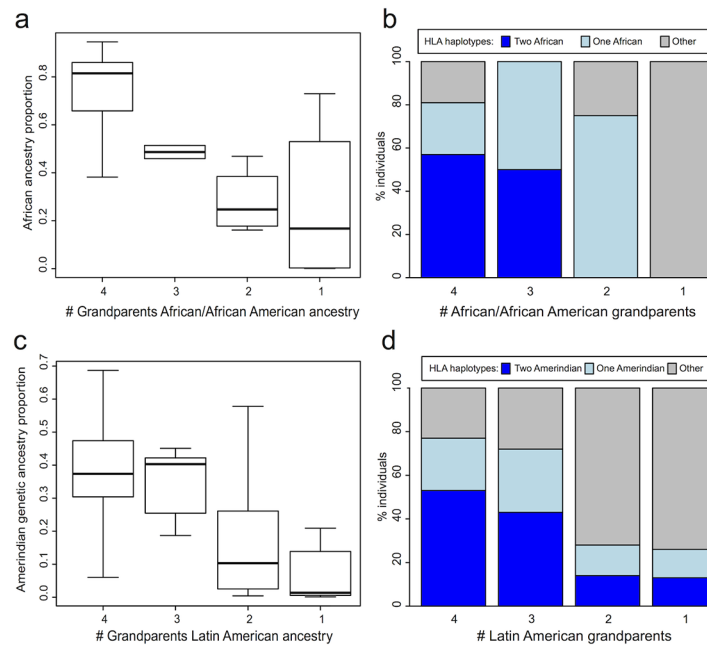 a
African ancestry proportion
0.8
0.6
0.4
0.2
0.0
4 3 2 1
# Grandparents African/African American ancestry
b
HLA haplotypes: Two African One African Other
% individuals
100
80
60
40
20
0
4 3 2 1
# African/African American grandparents
c
Amerindian genetic ancestry proportion
0.7
0.6
0.5
0.4
0.3
0.2
0.1
0.0
4 3 2 1
# Grandparents Latin American ancestry
d
HLA haplotypes: Two Amerindian One Amerindian Other
% individuals
100
80
60
40
20
0
4 3 2 1
# Latin American grandparents